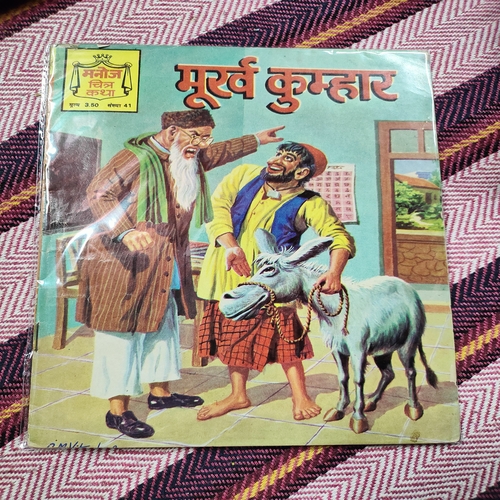 मनोज
चित्र
कथा
मूल्य 3.50 संख्या 41
मूर्ख कुम्हार